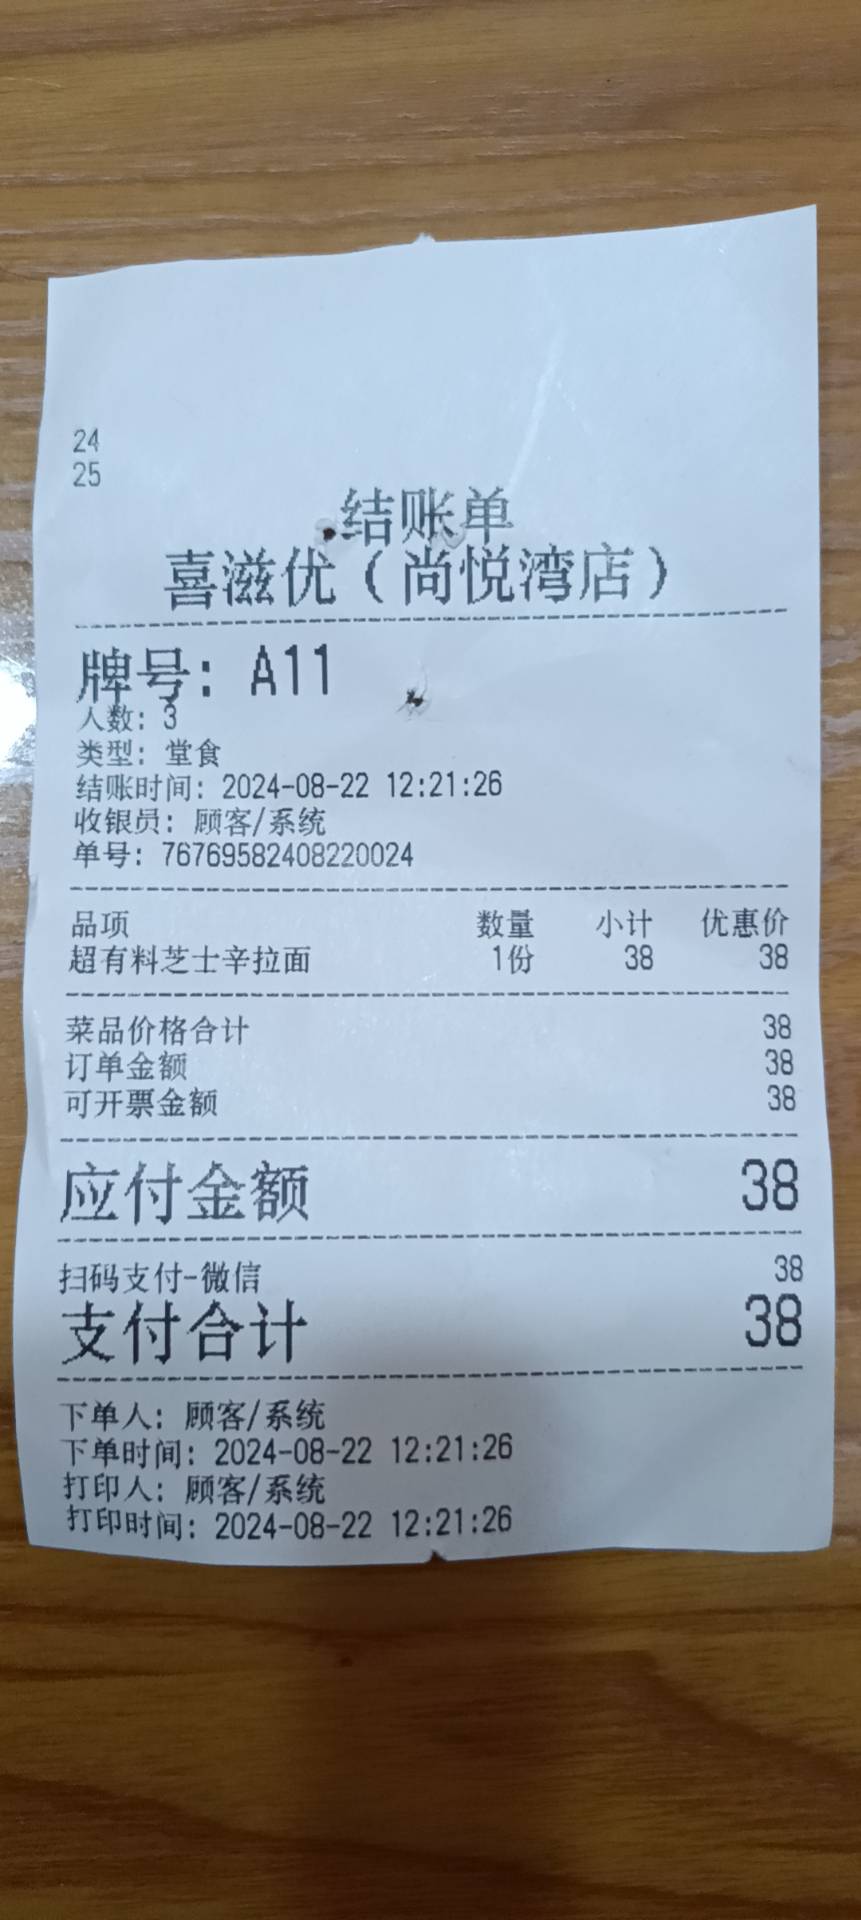 24
25
结账单
喜滋优（尚悦湾店）
牌号：A11
人数：3
类型：堂食
结账时间：2024-08-22 12:21:26
收银员：顾客/系统
单号：76769582408220024
品项 数量 小计 优惠价
超有料芝士辛拉面 1份 38 38
菜品价格合计 38
订单金额 38
可开票金额 38
应付金额 38
扫码支付-微信 38
支付合计 38
下单人：顾客/系统
下单时间：2024-08-22 12:21:26
打印人：顾客/系统
打印时间：2024-08-22 12:21:26